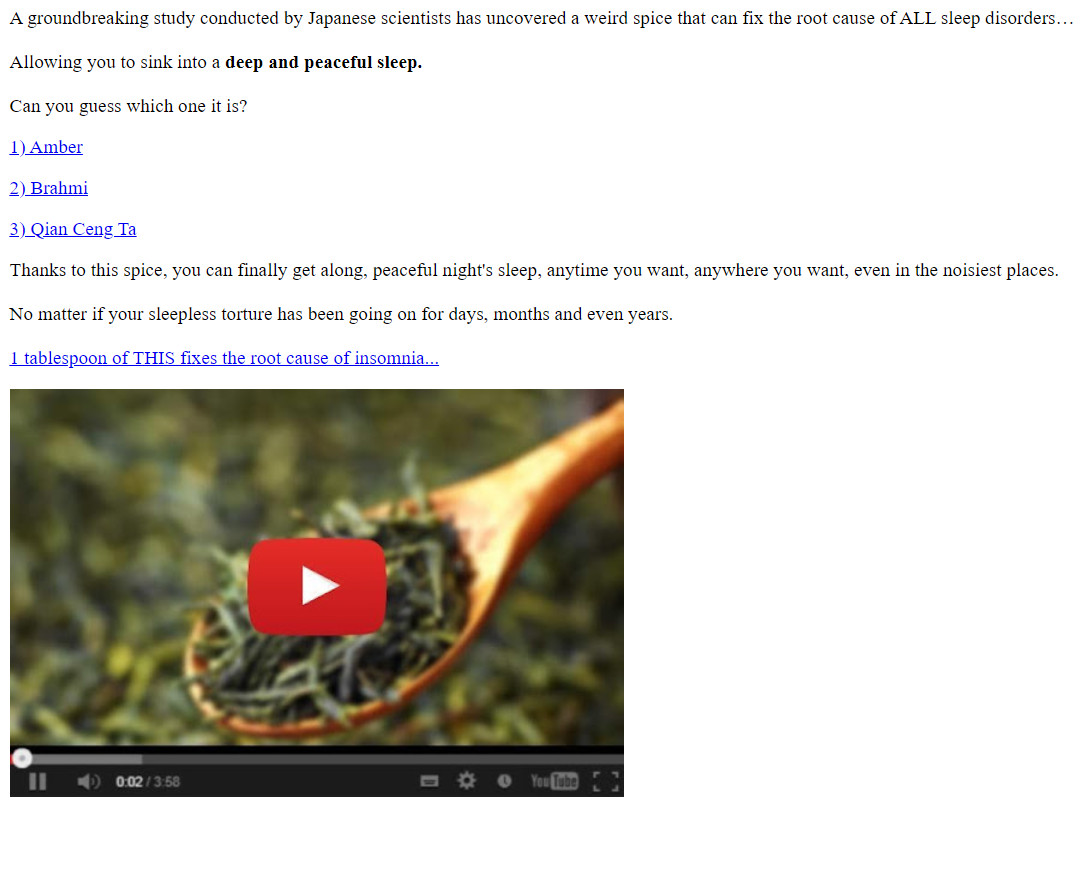 A groundbreaking study conducted by Japanese scientists has uncovered a weird spice that can fix the root cause of ALL sleep disorders…
Allowing you to sink into a deep and peaceful sleep.
Can you guess which one it is?
1) Amber
2) Brahmi
3) Qian Ceng Ta
Thanks to this spice, you can finally get along, peaceful night's sleep, anytime you want, anywhere you want, even in the noisiest places.
No matter if your sleepless torture has been going on for days, months and even years.
1 tablespoon of THIS fixes the root cause of insomnia...
0:02 / 3:58 YouTube